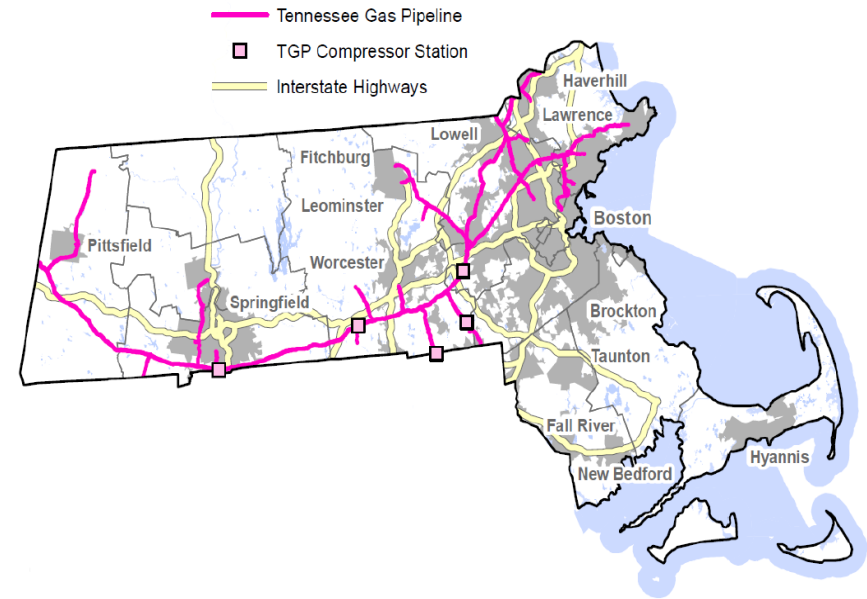 Tennessee Gas Pipeline
TGP Compressor Station
Interstate Highways
Haverhill
Lawrence
Lowell
Fitchburg
Leominster
Boston
Pittsfield
Worcester
Springfield
Brockton
Taunton
Fall River
Hyannis
New Bedford